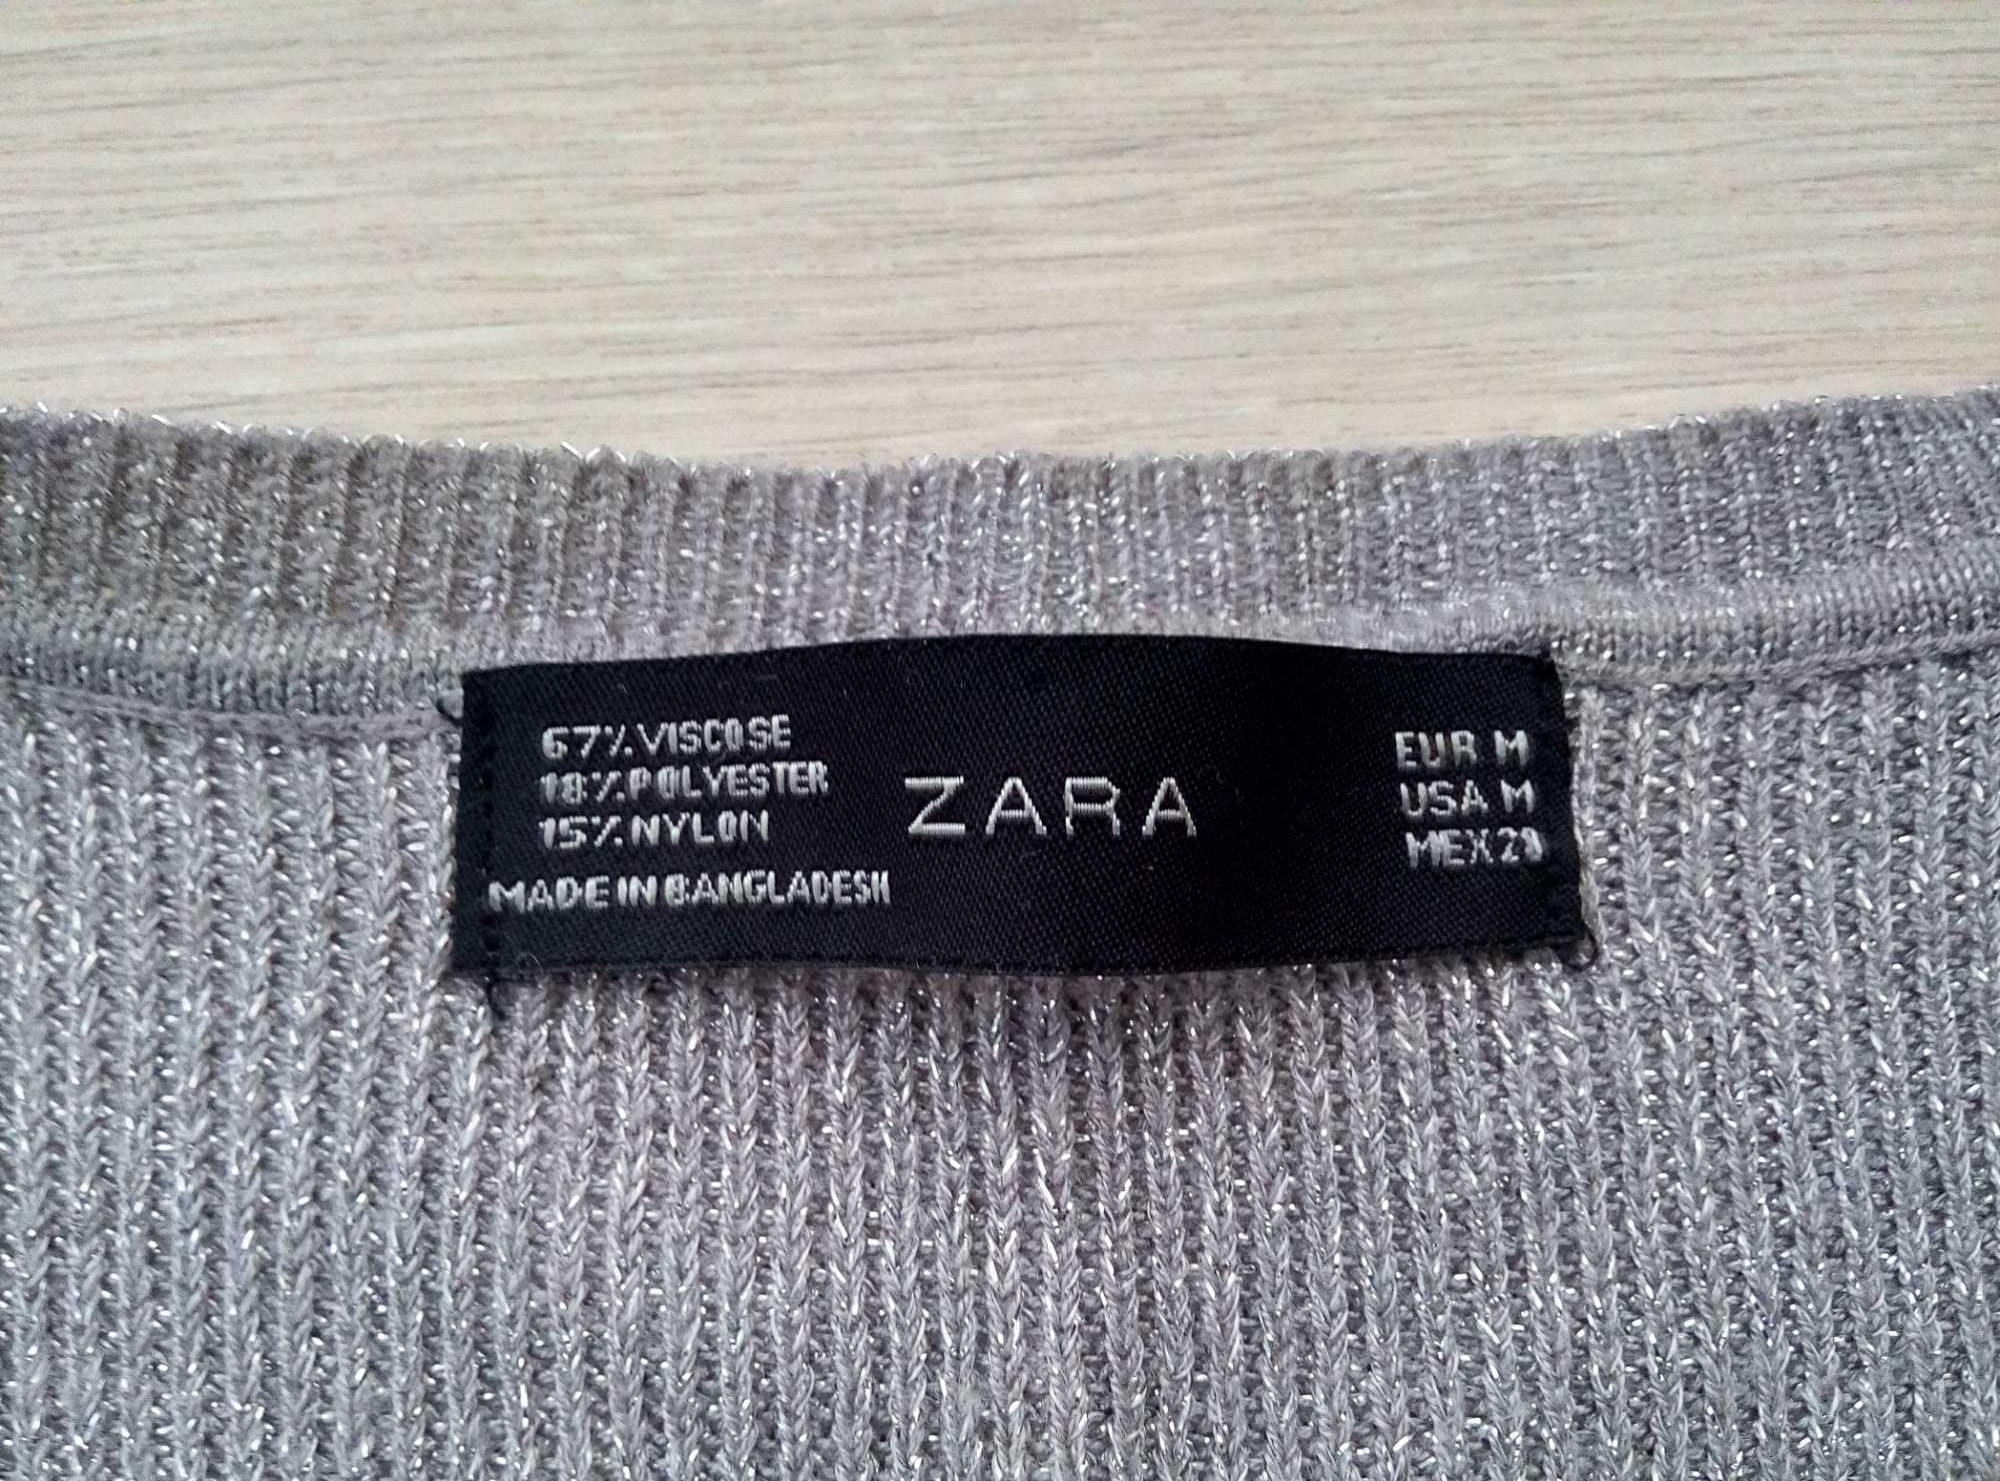 67% VISCOSE
18% POLYESTER
15% NYLON
MADE IN BANGLADESH
ZARA
EUR M
USA M
MEX 28